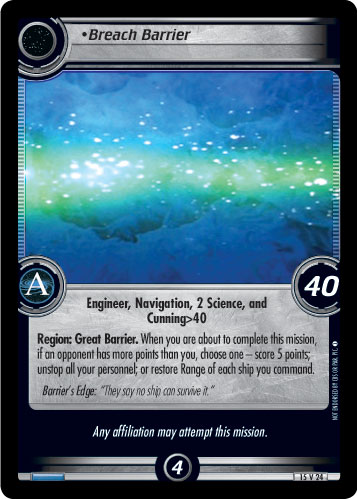 •Breach Barrier
A
40
Engineer, Navigation, 2 Science, and
Cunning>40
Region: Great Barrier. When you are about to complete this mission,
if an opponent has more points than you, choose one – score 5 points;
unstop all your personnel; or restore Range of each ship you command.
Barrier's Edge: "They say no ship can survive it."
Any affiliation may attempt this mission.
4
15 V 24